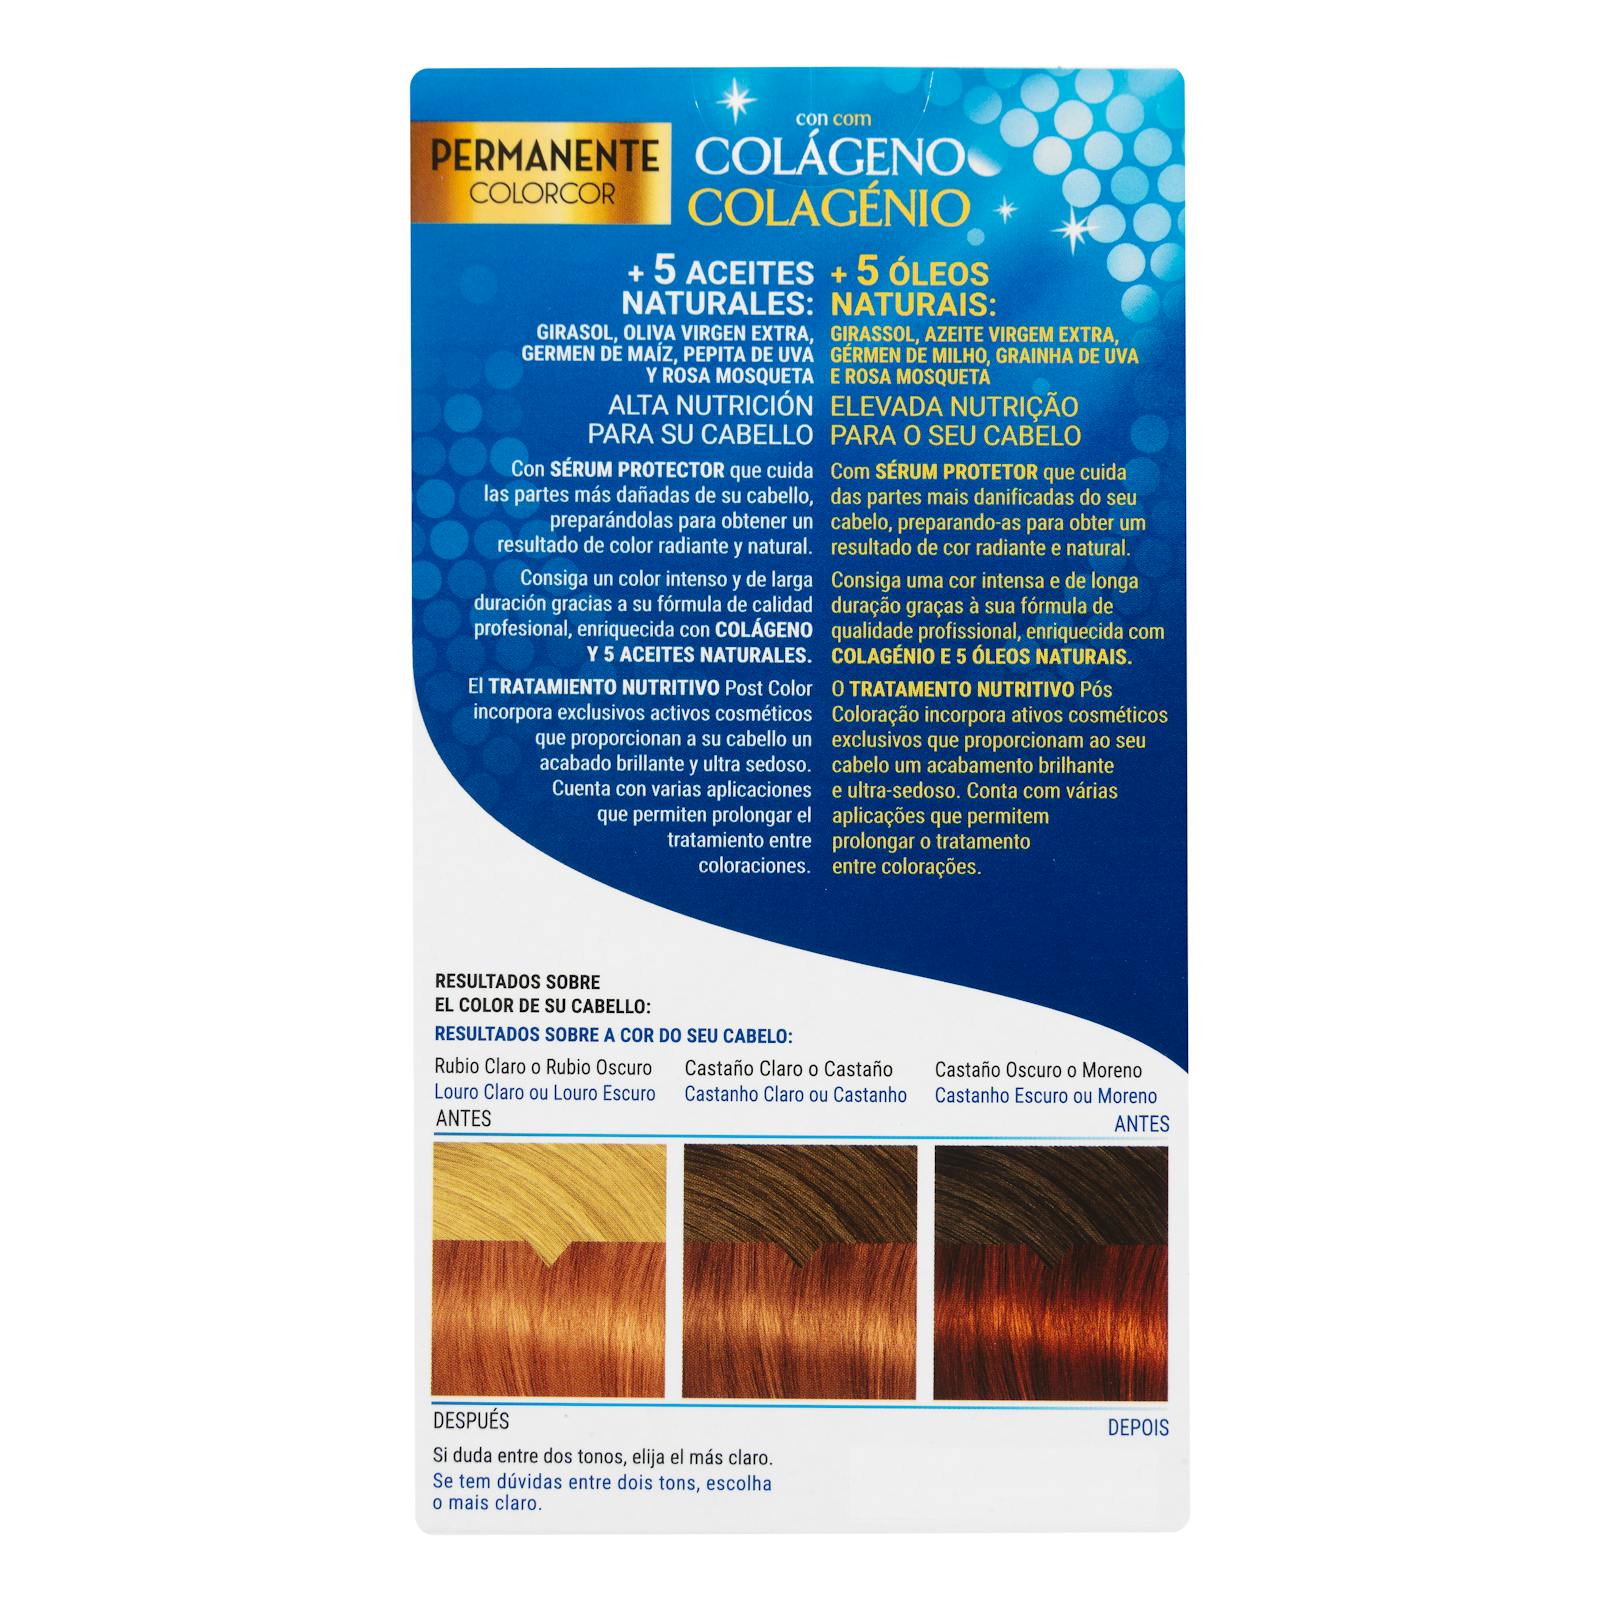 PERMANENTE
COLORCOR
con com
COLÁGENO
COLAGÉNIO
+ 5 ACEITES
NATURALES:
GIRASOL, OLIVA VIRGEN EXTRA,
GERMEN DE MAÍZ, PEPITA DE UVA
Y ROSA MOSQUETA
ALTA NUTRICIÓN
PARA SU CABELLO
Con SÉRUM PROTECTOR que cuida
las partes más dañadas de su cabello,
preparándolas para obtener un
resultado de color radiante y natural.
Consiga un color intenso y de larga
duración gracias a su fórmula de calidad
profesional, enriquecida con COLÁGENO
Y 5 ACEITES NATURALES.
El TRATAMIENTO NUTRITIVO Post Color
incorpora exclusivos activos cosméticos
que proporcionan a su cabello un
acabado brillante y ultra sedoso.
Cuenta con varias aplicaciones
que permiten prolongar el
tratamiento entre
coloraciones.
+ 5 ÓLEOS
NATURAIS:
GIRASSOL, AZEITE VIRGEM EXTRA,
GÉRMEN DE MILHO, GRAINHA DE UVA
E ROSA MOSQUETA
ELEVADA NUTRIÇÃO
PARA O SEU CABELO
Com SÉRUM PROTETOR que cuida
das partes mais danificadas do seu
cabelo, preparando-as para obter um
resultado de cor radiante e natural.
Consiga uma cor intensa e de longa
duração graças à sua fórmula de
qualidade profissional, enriquecida com
COLAGÉNIO E 5 ÓLEOS NATURAIS.
O TRATAMENTO NUTRITIVO Pós
Coloração incorpora ativos cosméticos
exclusivos que proporcionam ao seu
cabelo um acabamento brilhante
e ultra-sedoso. Conta com várias
aplicações que permitem
prolongar o tratamento
entre colorações.
RESULTADOS SOBRE
EL COLOR DE SU CABELLO:
RESULTADOS SOBRE A COR DO SEU CABELO:
Rubio Claro o Rubio Oscuro
Louro Claro ou Louro Escuro
Castaño Claro o Castaño
Castanho Claro ou Castanho
Castaño Oscuro o Moreno
Castanho Escuro ou Moreno
ANTES
ANTES
DESPUÉS
DEPOIS
Si duda entre dos tonos, elija el más claro.
Se tem dúvidas entre dois tons, escolha
o mais claro.